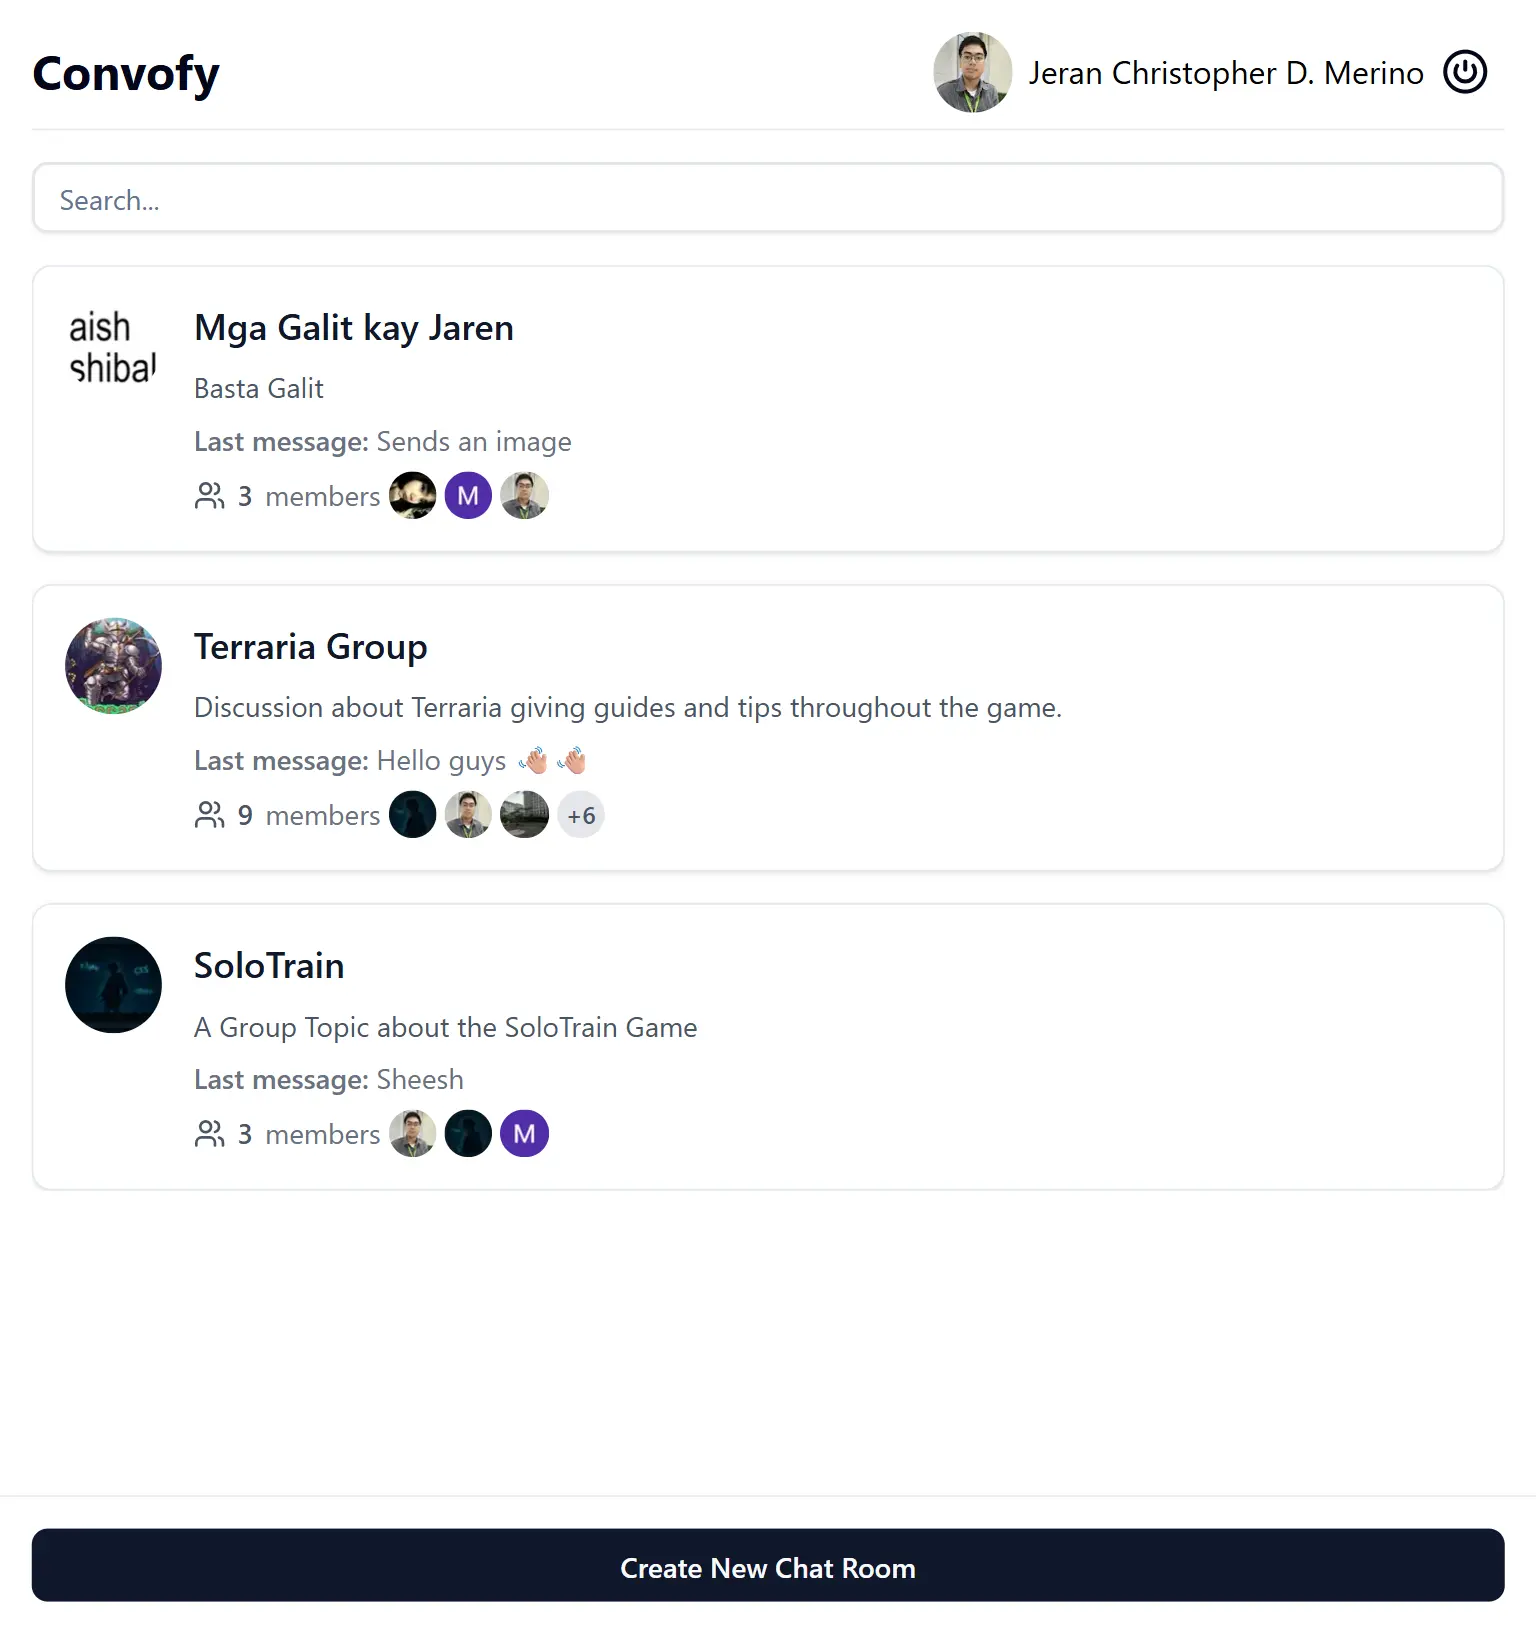 Convofy
Jeran Christopher D. Merino
Search...
aish
shibal
Mga Galit kay Jaren
Basta Galit
Last message: Sends an image
3 members M
Terraria Group
Discussion about Terraria giving guides and tips throughout the game.
Last message: Hello guys 👋🏼 👋🏼
9 members +6
SoloTrain
A Group Topic about the SoloTrain Game
Last message: Sheesh
3 members M
Create New Chat Room